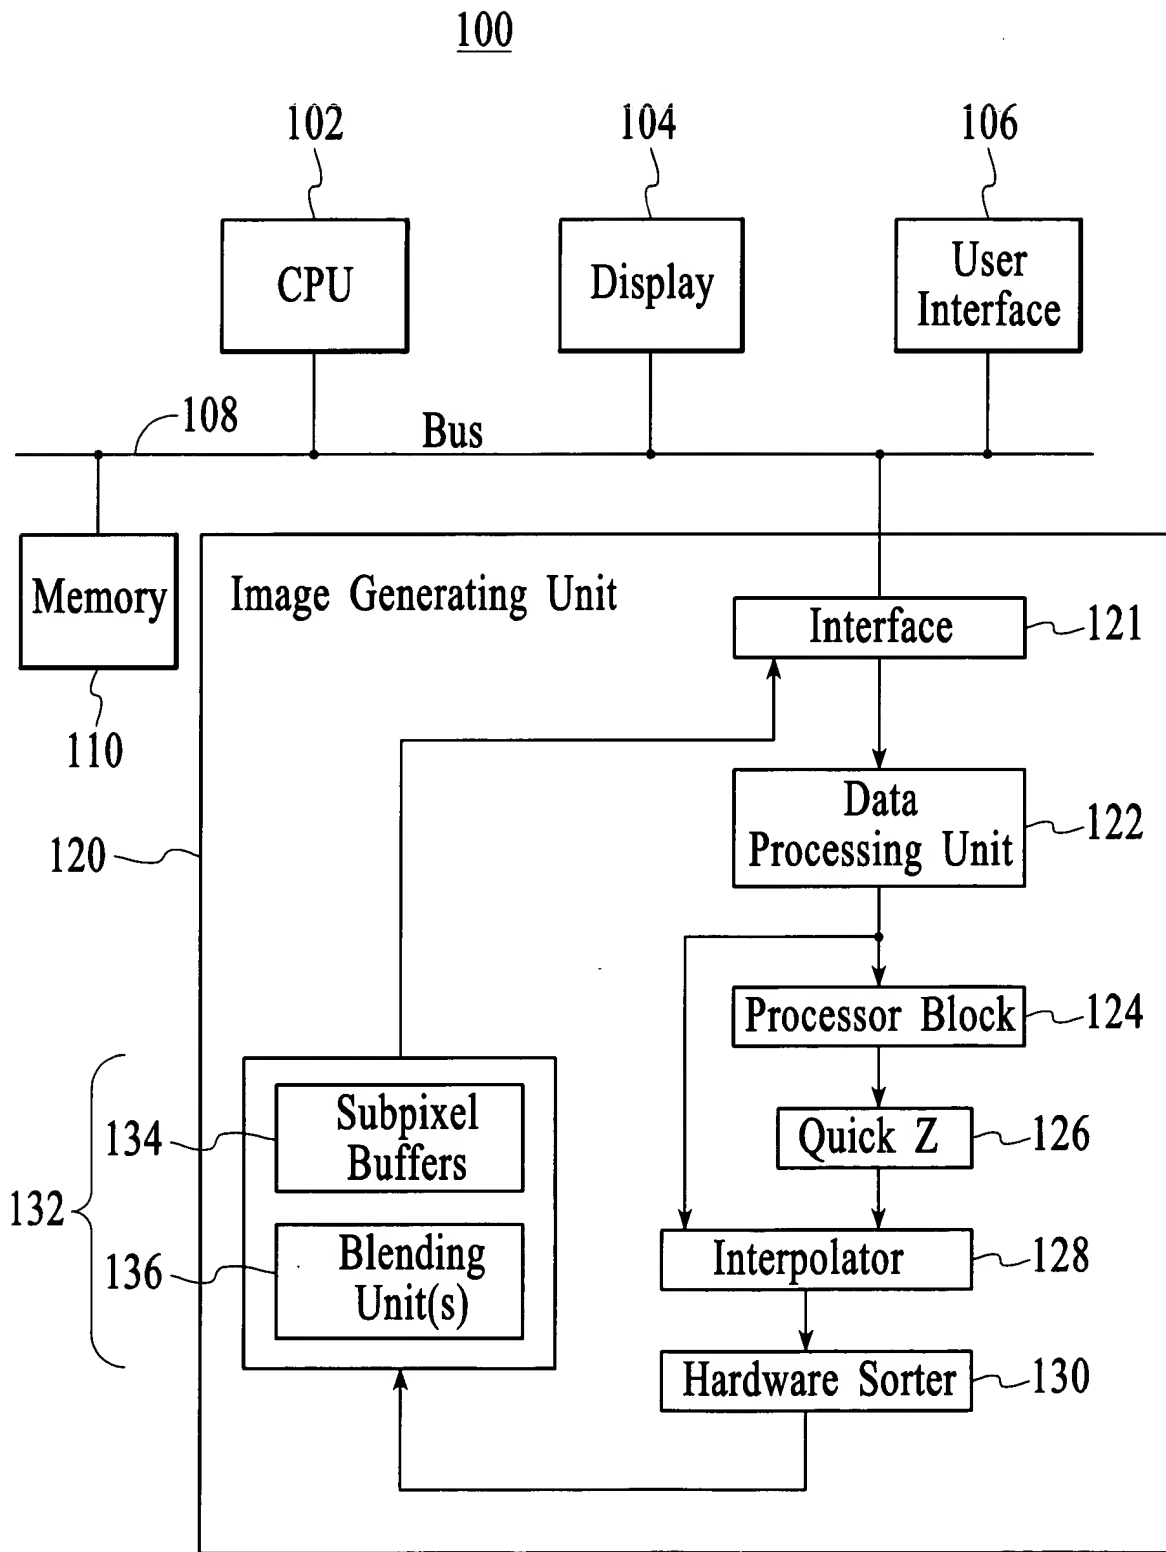 100
102
104
106
CPU
Display
User
Interface
108
Bus
Memory
110
Image Generating Unit
Interface
121
Data
Processing Unit
122
120
Processor Block
124
Quick Z
126
132
134
Subpixel
Buffers
136
Blending
Unit(s)
Interpolator
128
Hardware Sorter
130